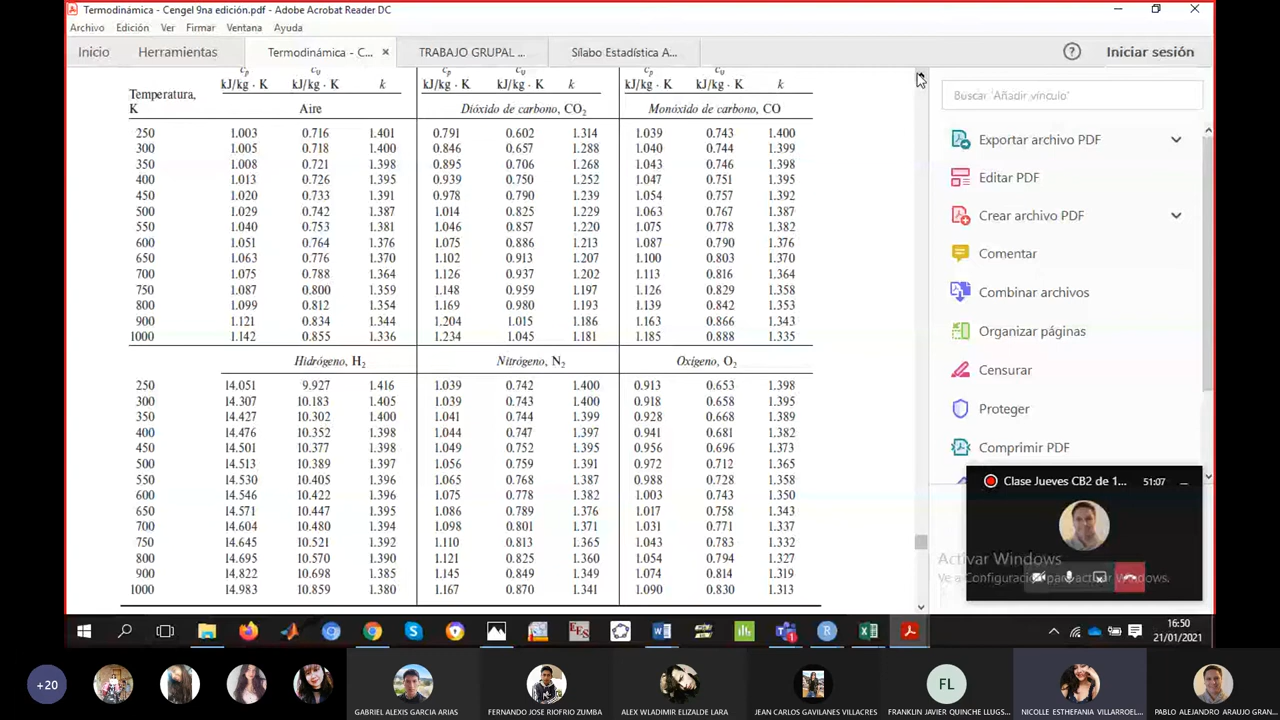 Termodinámica - Cengel 9na edición.pdf - Adobe Acrobat Reader DC
Archivo Edición Ver Firmar Ventana Ayuda
Inicio Herramientas Termodinámica - C... × TRABAJO GRUPAL ... Sílabo Estadística A... Iniciar sesión
cp cv cp cv cp cv
Temperatura, kJ/kg · K kJ/kg · K k kJ/kg · K kJ/kg · K k kJ/kg · K kJ/kg · K k
K Aire Dióxido de carbono, CO2 Monóxido de carbono, CO
250 1.003 0.716 1.401 0.791 0.602 1.314 1.039 0.743 1.400
300 1.005 0.718 1.400 0.846 0.657 1.288 1.040 0.744 1.399
350 1.008 0.721 1.398 0.895 0.706 1.268 1.043 0.746 1.398
400 1.013 0.726 1.395 0.939 0.750 1.252 1.047 0.751 1.395
450 1.020 0.733 1.391 0.978 0.790 1.239 1.054 0.757 1.392
500 1.029 0.742 1.387 1.014 0.825 1.229 1.063 0.767 1.387
550 1.040 0.753 1.381 1.046 0.857 1.220 1.075 0.778 1.382
600 1.051 0.764 1.376 1.075 0.886 1.213 1.087 0.790 1.376
650 1.063 0.776 1.370 1.102 0.913 1.207 1.100 0.803 1.370
700 1.075 0.788 1.364 1.126 0.937 1.202 1.113 0.816 1.364
750 1.087 0.800 1.359 1.148 0.959 1.197 1.126 0.829 1.358
800 1.099 0.812 1.354 1.169 0.980 1.193 1.139 0.842 1.353
900 1.121 0.834 1.344 1.204 1.015 1.186 1.163 0.866 1.343
1000 1.142 0.855 1.336 1.234 1.045 1.181 1.185 0.888 1.335
Hidrógeno, H2 Nitrógeno, N2 Oxígeno, O2
250 14.051 9.927 1.416 1.039 0.742 1.400 0.913 0.653 1.398
300 14.307 10.183 1.405 1.039 0.743 1.400 0.918 0.658 1.395
350 14.427 10.302 1.400 1.041 0.744 1.399 0.928 0.668 1.389
400 14.476 10.352 1.398 1.044 0.747 1.397 0.941 0.681 1.382
450 14.501 10.377 1.398 1.049 0.752 1.395 0.956 0.696 1.373
500 14.513 10.389 1.397 1.056 0.759 1.391 0.972 0.712 1.365
550 14.530 10.405 1.396 1.065 0.768 1.387 0.988 0.728 1.358
600 14.546 10.422 1.396 1.075 0.778 1.382 1.003 0.743 1.350
650 14.571 10.447 1.395 1.086 0.789 1.376 1.017 0.758 1.343
700 14.604 10.480 1.394 1.098 0.801 1.371 1.031 0.771 1.337
750 14.645 10.521 1.392 1.110 0.813 1.365 1.043 0.783 1.332
800 14.695 10.570 1.390 1.121 0.825 1.360 1.054 0.794 1.327
900 14.822 10.698 1.385 1.145 0.849 1.349 1.074 0.814 1.319
1000 14.983 10.859 1.380 1.167 0.870 1.341 1.090 0.830 1.313
Buscar 'Añadir vínculo'
Exportar archivo PDF
Editar PDF
Crear archivo PDF
Comentar
Combinar archivos
Organizar páginas
Censurar
Proteger
Comprimir PDF
Clase Jueves CB2 de 1... 51:07
Activar Windows
Ve a Configuración para activar Windows.
16:50
21/01/2021
+20 FL
GABRIEL ALEXIS GARCIA ARIAS FERNANDO JOSE RIOFRIO ZUMBA ALEX WLADIMIR ELIZALDE LARA JEAN CARLOS GAVILANES VILLACRES FRANKLIN JAVIER QUINCHE LLUGS... NICOLLE ESTHEFANIA VILLARROEL... PABLO ALEJANDRO ARAUJO GRAN...